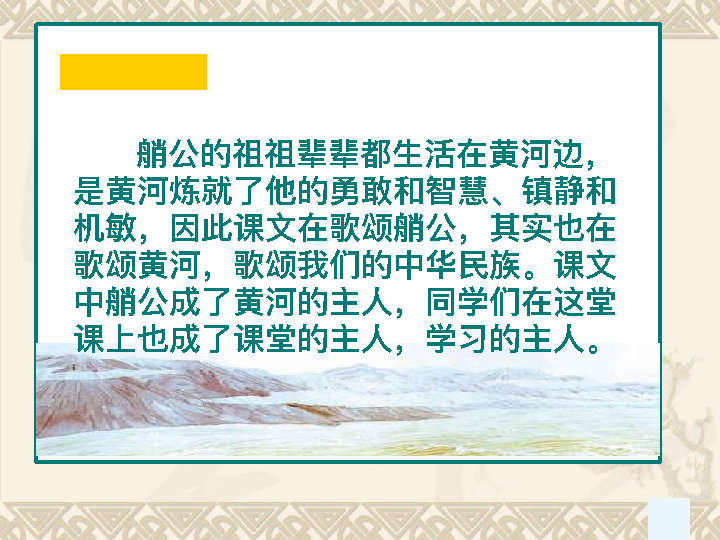 艄公的祖祖辈辈都生活在黄河边，
是黄河炼就了他的勇敢和智慧、镇静和
机敏，因此课文在歌颂艄公，其实也在
歌颂黄河，歌颂我们的中华民族。课文
中艄公成了黄河的主人，同学们在这堂
课上也成了课堂的主人，学习的主人。